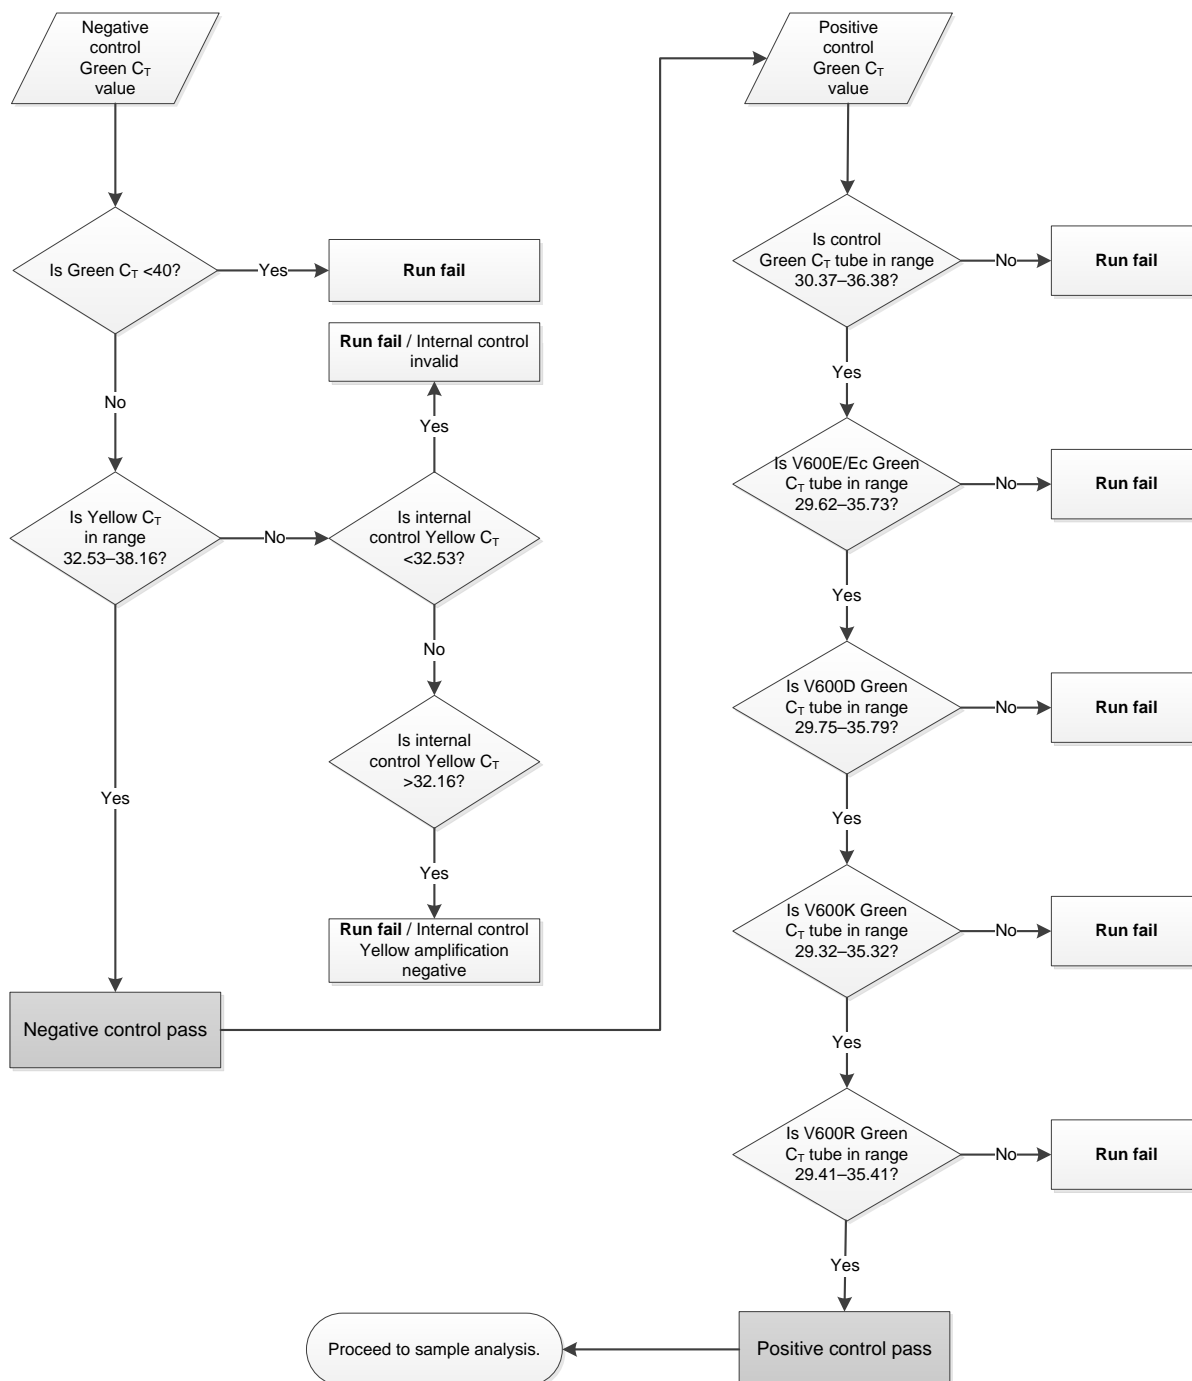 Negative
control
Green CT
value
Is Green CT <40?
Yes
Run fail
No
Is Yellow CT
in range
32.53–38.16?
No
Is internal
control Yellow CT
<32.53?
Yes
Run fail / Internal control
invalid
No
Is internal
control Yellow CT
>32.16?
Yes
Run fail / Internal control
Yellow amplification
negative
Yes
Negative control pass
Positive
control
Green CT
value
Is control
Green CT tube in range
30.37–36.38?
No
Run fail
Yes
Is V600E/Ec Green
CT tube in range
29.62–35.73?
No
Run fail
Yes
Is V600D Green
CT tube in range
29.75–35.79?
No
Run fail
Yes
Is V600K Green
CT tube in range
29.32–35.32?
No
Run fail
Yes
Is V600R Green
CT tube in range
29.41–35.41?
No
Run fail
Yes
Positive control pass
Proceed to sample analysis.